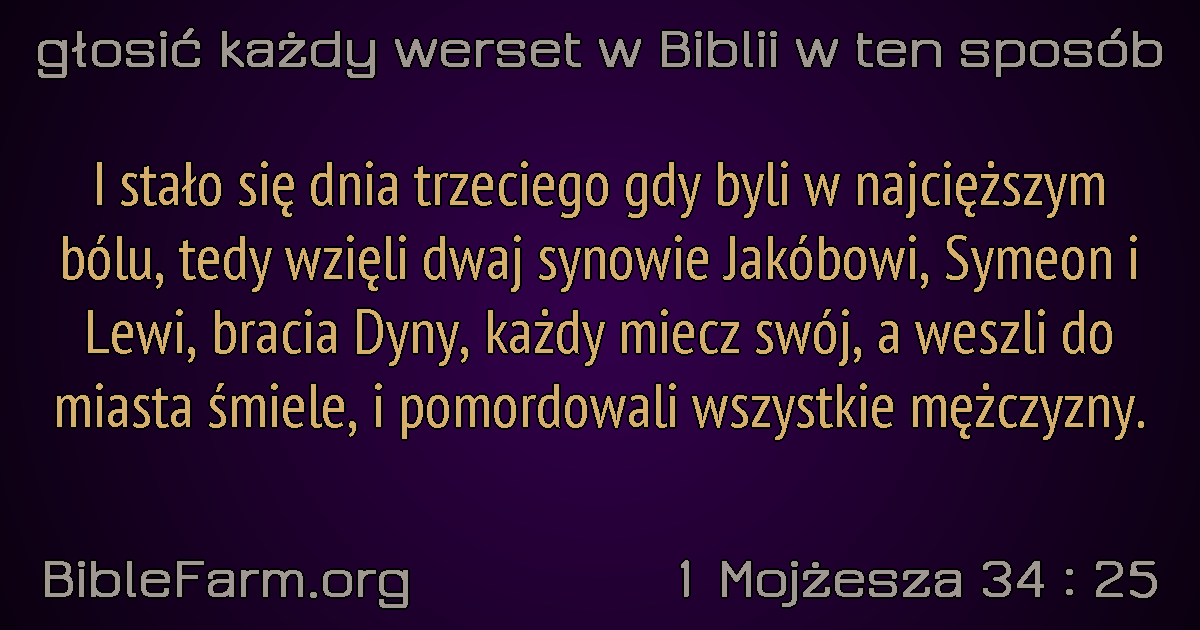 głosić każdy werset w Biblii w ten sposób
I stało się dnia trzeciego gdy byli w najcięższym
bólu, tedy wzięli dwaj synowie Jakóbowi, Symeon i
Lewi, bracia Dyny, każdy miecz swój, a weszli do
miasta śmiele, i pomordowali wszystkie mężczyzny.
BibleFarm.org
1 Mojżesza 34 : 25